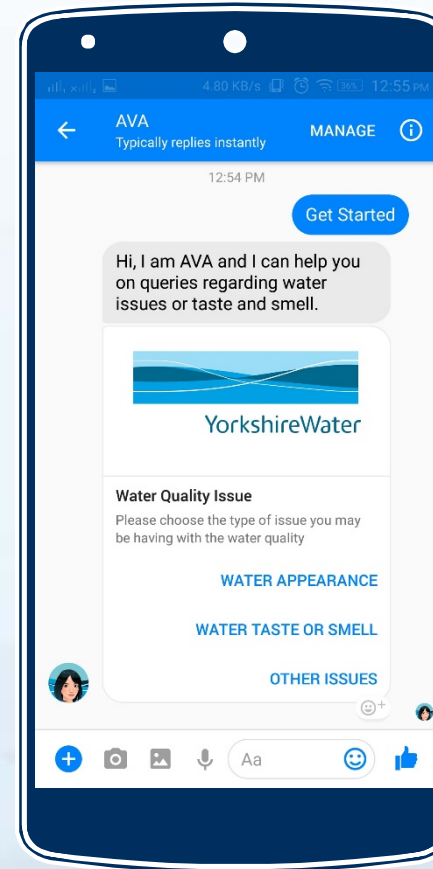 4.80 KB/s 36% 12:55 PM
AVA
Typically replies instantly
MANAGE
12:54 PM
Get Started
Hi, I am AVA and I can help you
on queries regarding water
issues or taste and smell.
YorkshireWater
Water Quality Issue
Please choose the type of issue you may
be having with the water quality
WATER APPEARANCE
WATER TASTE OR SMELL
OTHER ISSUES
Aa